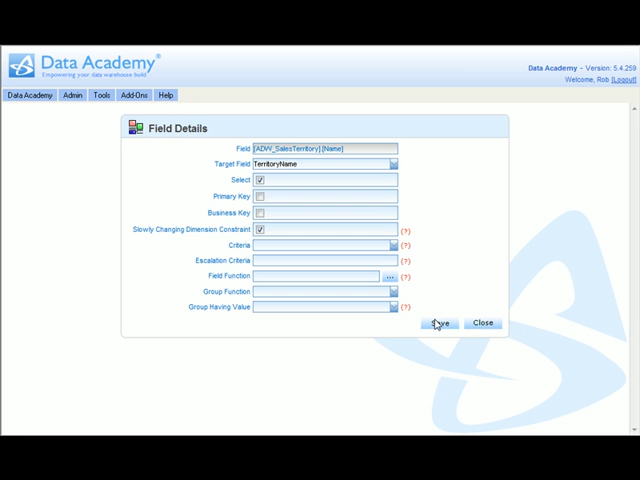 Data Academy®
Empowering your data warehouse build
Data Academy - Version: 5.4.259
Welcome, Rob [Logout]
Data Academy Admin Tools Add-Ons Help
Field Details
Field [ADW_SalesTerritory].[Name]
Target Field TerritoryName
Select
Primary Key
Business Key
Slowly Changing Dimension Constraint (?)
Criteria (?)
Escalation Criteria (?)
Field Function ... (?)
Group Function
Group Having Value (?)
Save Close